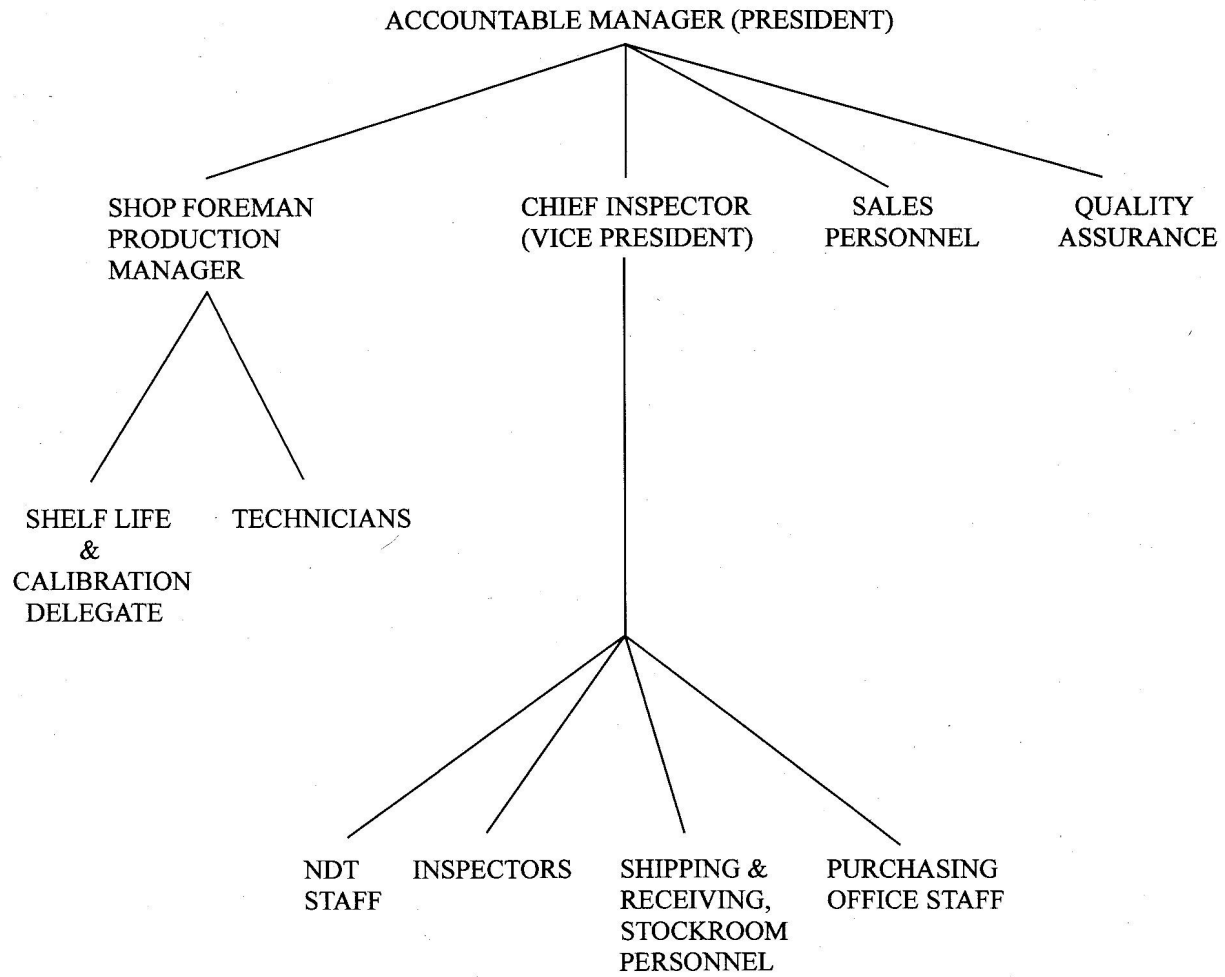 ACCOUNTABLE MANAGER (PRESIDENT)
SHOP FOREMAN
PRODUCTION
MANAGER
CHIEF INSPECTOR
(VICE PRESIDENT)
SALES
PERSONNEL
QUALITY
ASSURANCE
SHELF LIFE
&
CALIBRATION
DELEGATE
TECHNICIANS
NDT
STAFF
INSPECTORS
SHIPPING &
RECEIVING,
STOCKROOM
PERSONNEL
PURCHASING
OFFICE STAFF